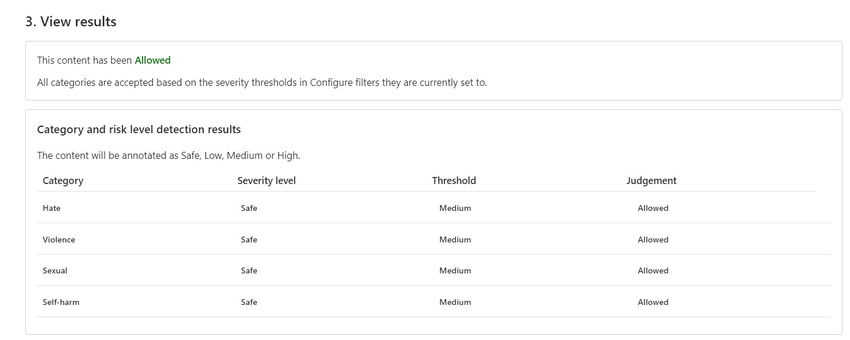 3. View results
This content has been Allowed
All categories are accepted based on the severity thresholds in Configure filters they are currently set to.
Category and risk level detection results
The content will be annotated as Safe, Low, Medium or High.
Category Severity level Threshold Judgement
Hate Safe Medium Allowed
Violence Safe Medium Allowed
Sexual Safe Medium Allowed
Self-harm Safe Medium Allowed